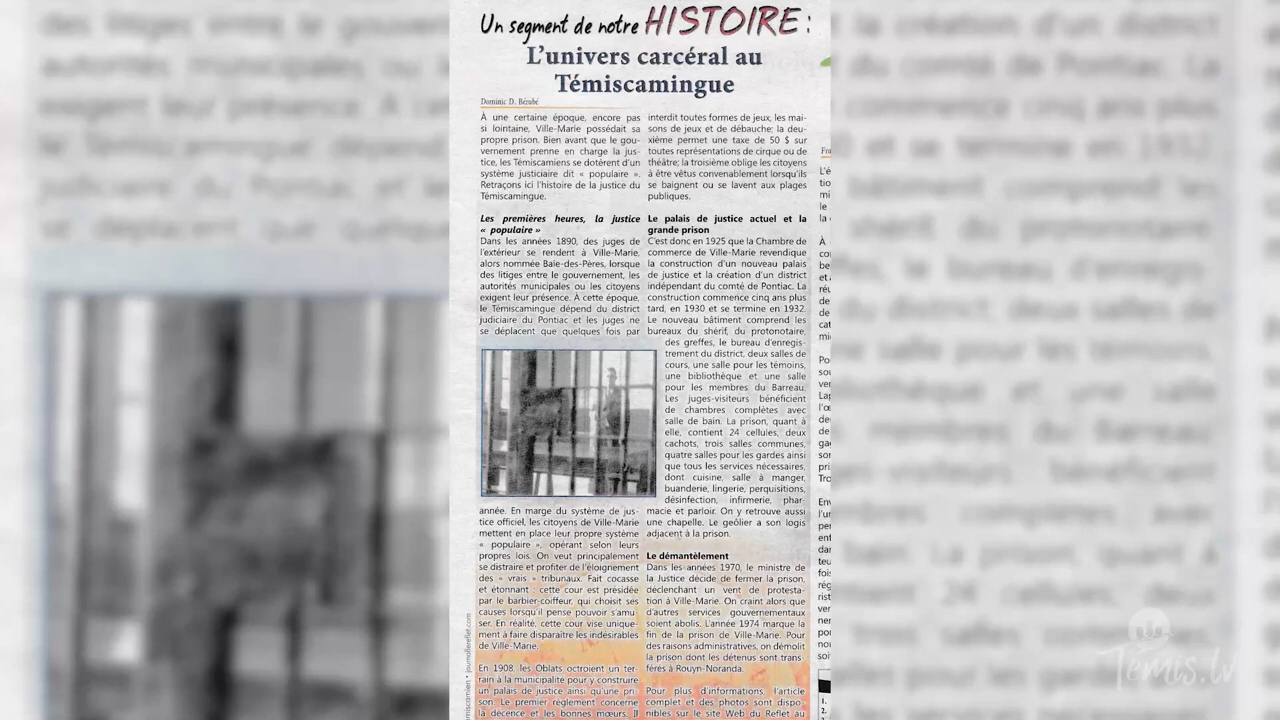 Un segment de notre HISTOIRE :
L'univers carcéral au
Témiscamingue
Dominic D. Bérubé
À une certaine époque, encore pas
si lointaine, Ville-Marie possédait sa
propre prison. Bien avant que le gou-
vernement prenne en charge la jus-
tice, les Témiscamiens se dotèrent d'un
système justiciaire dit « populaire ».
Retraçons ici l'histoire de la justice du
Témiscamingue.
Les premières heures, la justice
« populaire »
Dans les années 1890, des juges de
l'extérieur se rendent à Ville-Marie,
alors nommée Baie-des-Pères, lorsque
des litiges entre le gouvernement, les
autorités municipales ou les citoyens
exigent leur présence. À cette époque,
le Témiscamingue dépend du district
judiciaire du Pontiac et les juges ne
se déplacent que quelques fois par
année. En marge du système de jus-
tice officiel, les citoyens de Ville-Marie
mettent en place leur propre système
« populaire », opérant selon leurs
propres lois. On veut principalement
se distraire et profiter de l'éloignement
des « vrais » tribunaux. Fait cocasse
et étonnant : cette cour est présidée
par le barbier-coiffeur, qui choisit ses
causes lorsqu'il pense pouvoir s'amu-
ser. En réalité, cette cour vise unique-
ment à faire disparaître les indésirables
de Ville-Marie.
En 1908, les Oblats octroient un ter-
rain à la municipalité pour y construire
un palais de justice ainsi qu'une pri-
son. Le premier règlement concerne
la décence et les bonnes mœurs. Il
interdit toutes formes de jeux, les mai-
sons de jeux et de débauche; la deu-
xième permet une taxe de 50 $ sur
toutes représentations de cirque ou de
théâtre; la troisième oblige les citoyens
à être vêtus convenablement lorsqu'ils
se baignent ou se lavent aux plages
publiques.
Le palais de justice actuel et la
grande prison
C'est donc en 1925 que la Chambre de
commerce de Ville-Marie revendique
la construction d'un nouveau palais
de justice et la création d'un district
indépendant du comté de Pontiac. La
construction commence cinq ans plus
tard, en 1930 et se termine en 1932.
Le nouveau bâtiment comprend les
bureaux du shérif, du protonotaire,
des greffes, le bureau d'enregis-
trement du district, deux salles de
cours, une salle pour les témoins,
une bibliothèque et une salle
pour les membres du Barreau.
Les juges-visiteurs bénéficient
de chambres complètes avec
salle de bain. La prison, quant à
elle, contient 24 cellules, deux
cachots, trois salles communes,
quatre salles pour les gardes ainsi
que tous les services nécessaires,
dont cuisine, salle à manger,
buanderie, lingerie, perquisitions,
désinfection, infirmerie, phar-
macie et parloir. On y retrouve aussi
une chapelle. Le geôlier a son logis
adjacent à la prison.
Le démantèlement
Dans les années 1970, le ministre de
la Justice décide de fermer la prison,
déclenchant un vent de protesta-
tion à Ville-Marie. On craint alors que
d'autres services gouvernementaux
soient abolis. L'année 1974 marque la
fin de la prison de Ville-Marie. Pour
des raisons administratives, on démolit
la prison dont les détenus sont trans-
férés à Rouyn-Noranda.
Pour plus d'informations, l'article
complet et des photos sont dispo-
nibles sur le site Web du Reflet au
miscamien • journallereflet.com
Témis.tv